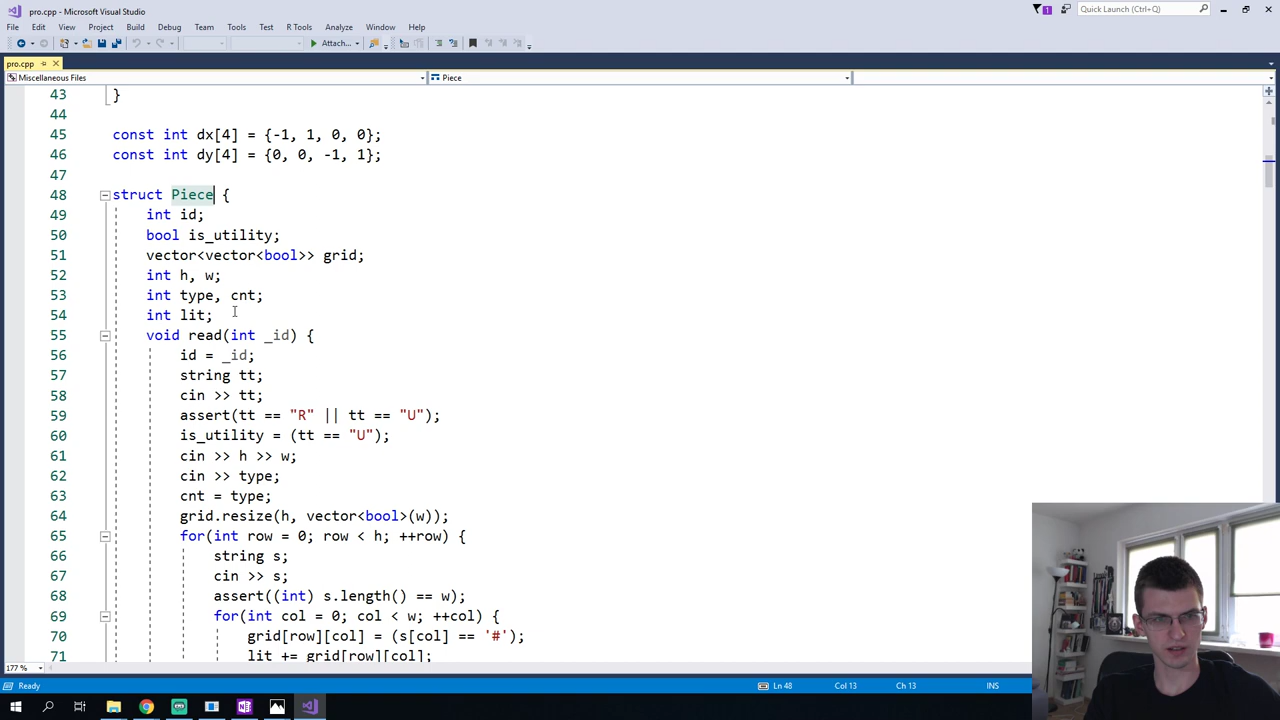 pro.cpp - Microsoft Visual Studio
1
Quick Launch (Ctrl+Q)
File Edit View Project Build Debug Team Tools Test R Tools Analyze Window Help
Attach...
pro.cpp
Miscellaneous Files Piece
43 }
44
45 const int dx[4] = {-1, 1, 0, 0};
46 const int dy[4] = {0, 0, -1, 1};
47
48 struct Piece {
49 int id;
50 bool is_utility;
51 vector<vector<bool>> grid;
52 int h, w;
53 int type, cnt;
54 int lit;
55 void read(int _id) {
56 id = _id;
57 string tt;
58 cin >> tt;
59 assert(tt == "R" || tt == "U");
60 is_utility = (tt == "U");
61 cin >> h >> w;
62 cin >> type;
63 cnt = type;
64 grid.resize(h, vector<bool>(w));
65 for(int row = 0; row < h; ++row) {
66 string s;
67 cin >> s;
68 assert((int) s.length() == w);
69 for(int col = 0; col < w; ++col) {
70 grid[row][col] = (s[col] == '#');
71 lit += grid[row][col];
177 %
Ready Ln 48 Col 13 Ch 13 INS